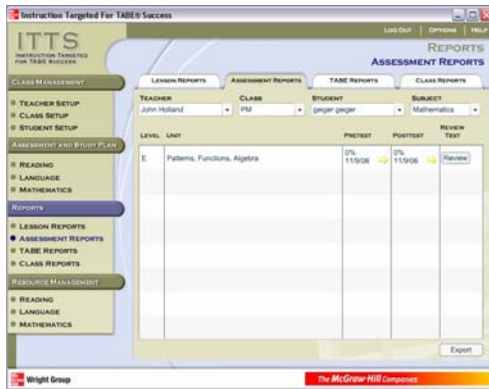 Instruction Targeted For TABE® Success
LOG OUT | OPTIONS | HELP
ITTS
INSTRUCTION TARGETED
FOR TABE SUCCESS
REPORTS
ASSESSMENT REPORTS
CLASS MANAGEMENT
TEACHER SETUP
CLASS SETUP
STUDENT SETUP
ASSESSMENT AND STUDY PLAN
READING
LANGUAGE
MATHEMATICS
REPORTS
LESSON REPORTS
ASSESSMENT REPORTS
TABE REPORTS
CLASS REPORTS
RESOURCE MANAGEMENT
READING
LANGUAGE
MATHEMATICS
LESSON REPORTS ASSESSMENT REPORTS TABE REPORTS CLASS REPORTS
TEACHER CLASS STUDENT SUBJECT
John Holland PM geiger geiger Mathematics
LEVEL UNIT PRETEST POSTTEST REVIEW TEST
E Patterns, Functions, Algebra 0% 11/9/06 0% 11/9/06 Review
Export
Wright Group The McGraw-Hill Companies